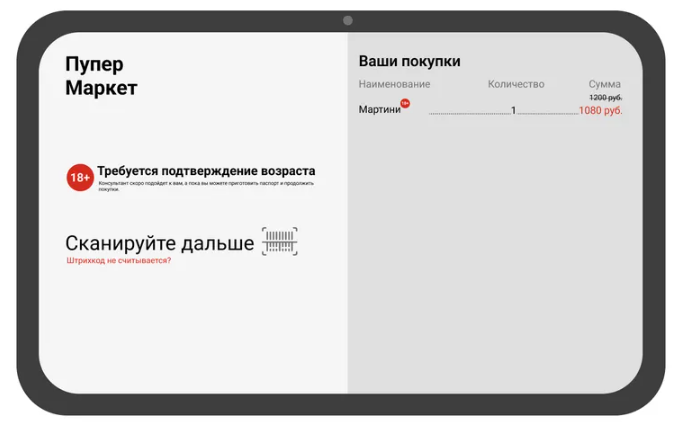 Пупер
Маркет
18+ Требуется подтверждение возраста
Консультант скоро подойдет к вам, а пока вы можете приготовить паспорт и продолжить
покупки.
Сканируйте дальше
Штрихкод не считывается?
Ваши покупки
Наименование Количество Сумма
1200 руб.
Мартини 18+ 1 1080 руб.